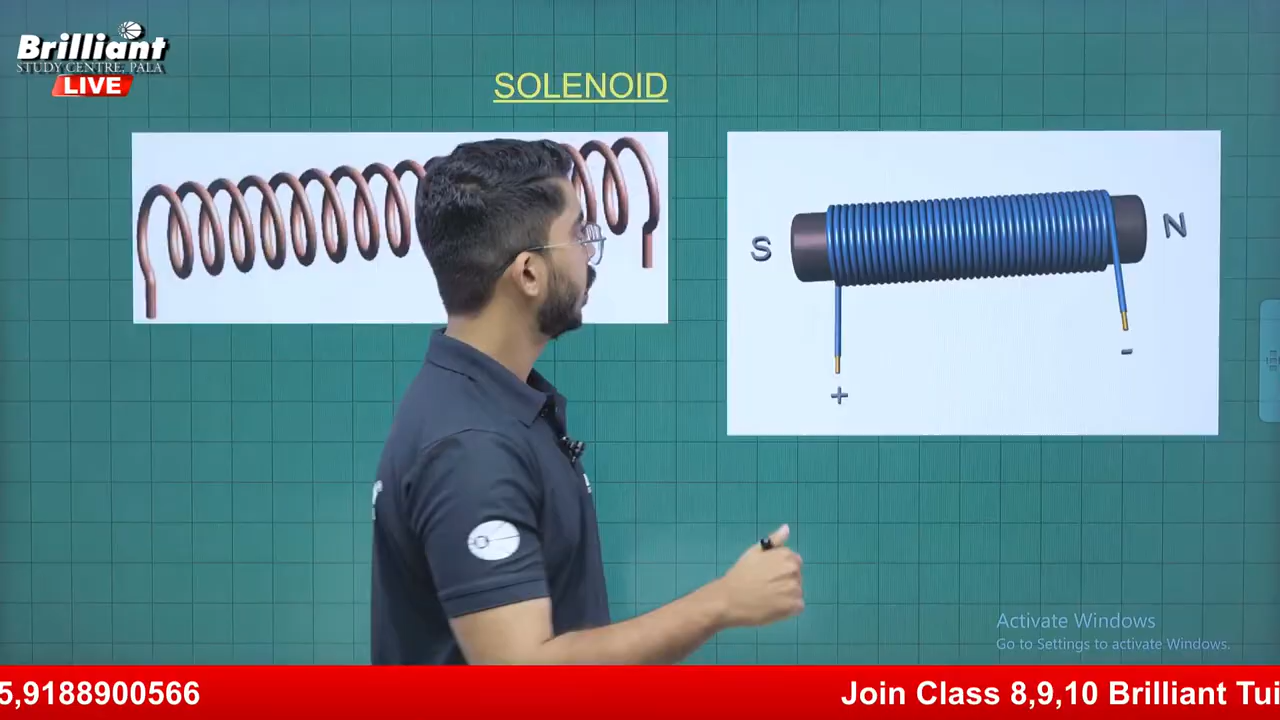 Brilliant
STUDY CENTRE, PALA
LIVE
SOLENOID
S
N
+
-
Activate Windows
Go to Settings to activate Windows.
5,9188900566
Join Class 8,9,10 Brilliant Tui